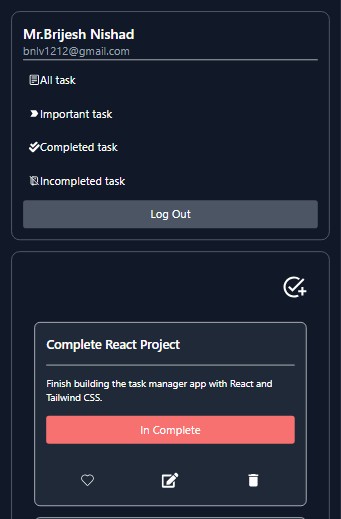 Mr.Brijesh Nishad
bnlv1212@gmail.com
All task
Important task
Completed task
Incompleted task
Log Out
Complete React Project
Finish building the task manager app with React and
Tailwind CSS.
In Complete